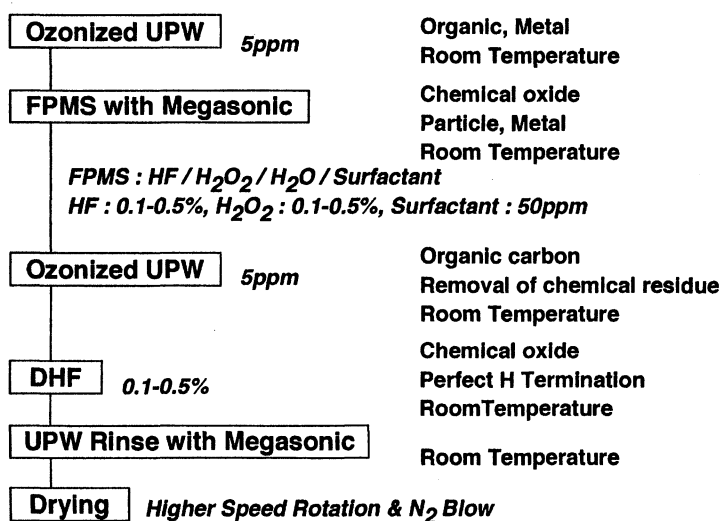 Ozonized UPW 5ppm Organic, Metal
Room Temperature
FPMS with Megasonic Chemical oxide
Particle, Metal
Room Temperature
FPMS : HF / H2O2 / H2O / Surfactant
HF : 0.1-0.5%, H2O2 : 0.1-0.5%, Surfactant : 50ppm
Ozonized UPW 5ppm Organic carbon
Removal of chemical residue
Room Temperature
Chemical oxide
DHF 0.1-0.5% Perfect H Termination
RoomTemperature
UPW Rinse with Megasonic Room Temperature
Drying Higher Speed Rotation & N2 Blow